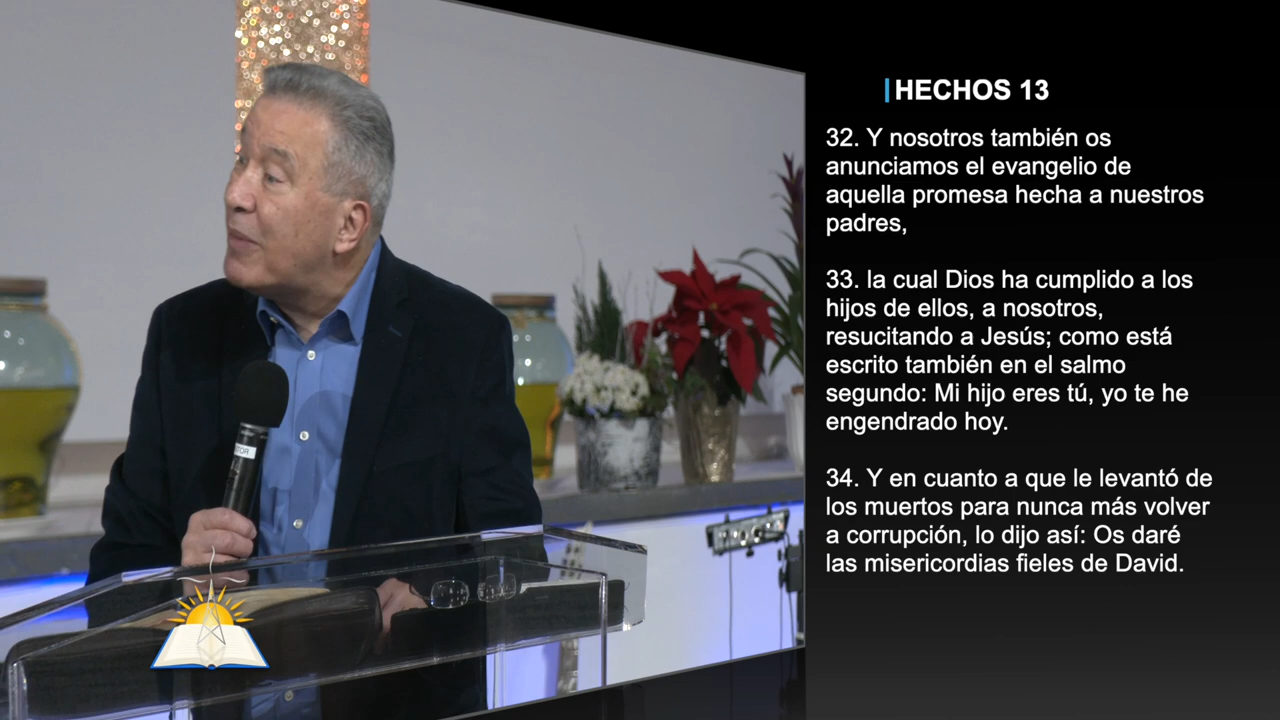 HECHOS 13
32. Y nosotros también os
anunciamos el evangelio de
aquella promesa hecha a nuestros
padres,
33. la cual Dios ha cumplido a los
hijos de ellos, a nosotros,
resucitando a Jesús; como está
escrito también en el salmo
segundo: Mi hijo eres tú, yo te he
engendrado hoy.
34. Y en cuanto a que le levantó de
los muertos para nunca más volver
a corrupción, lo dijo así: Os daré
las misericordias fieles de David.